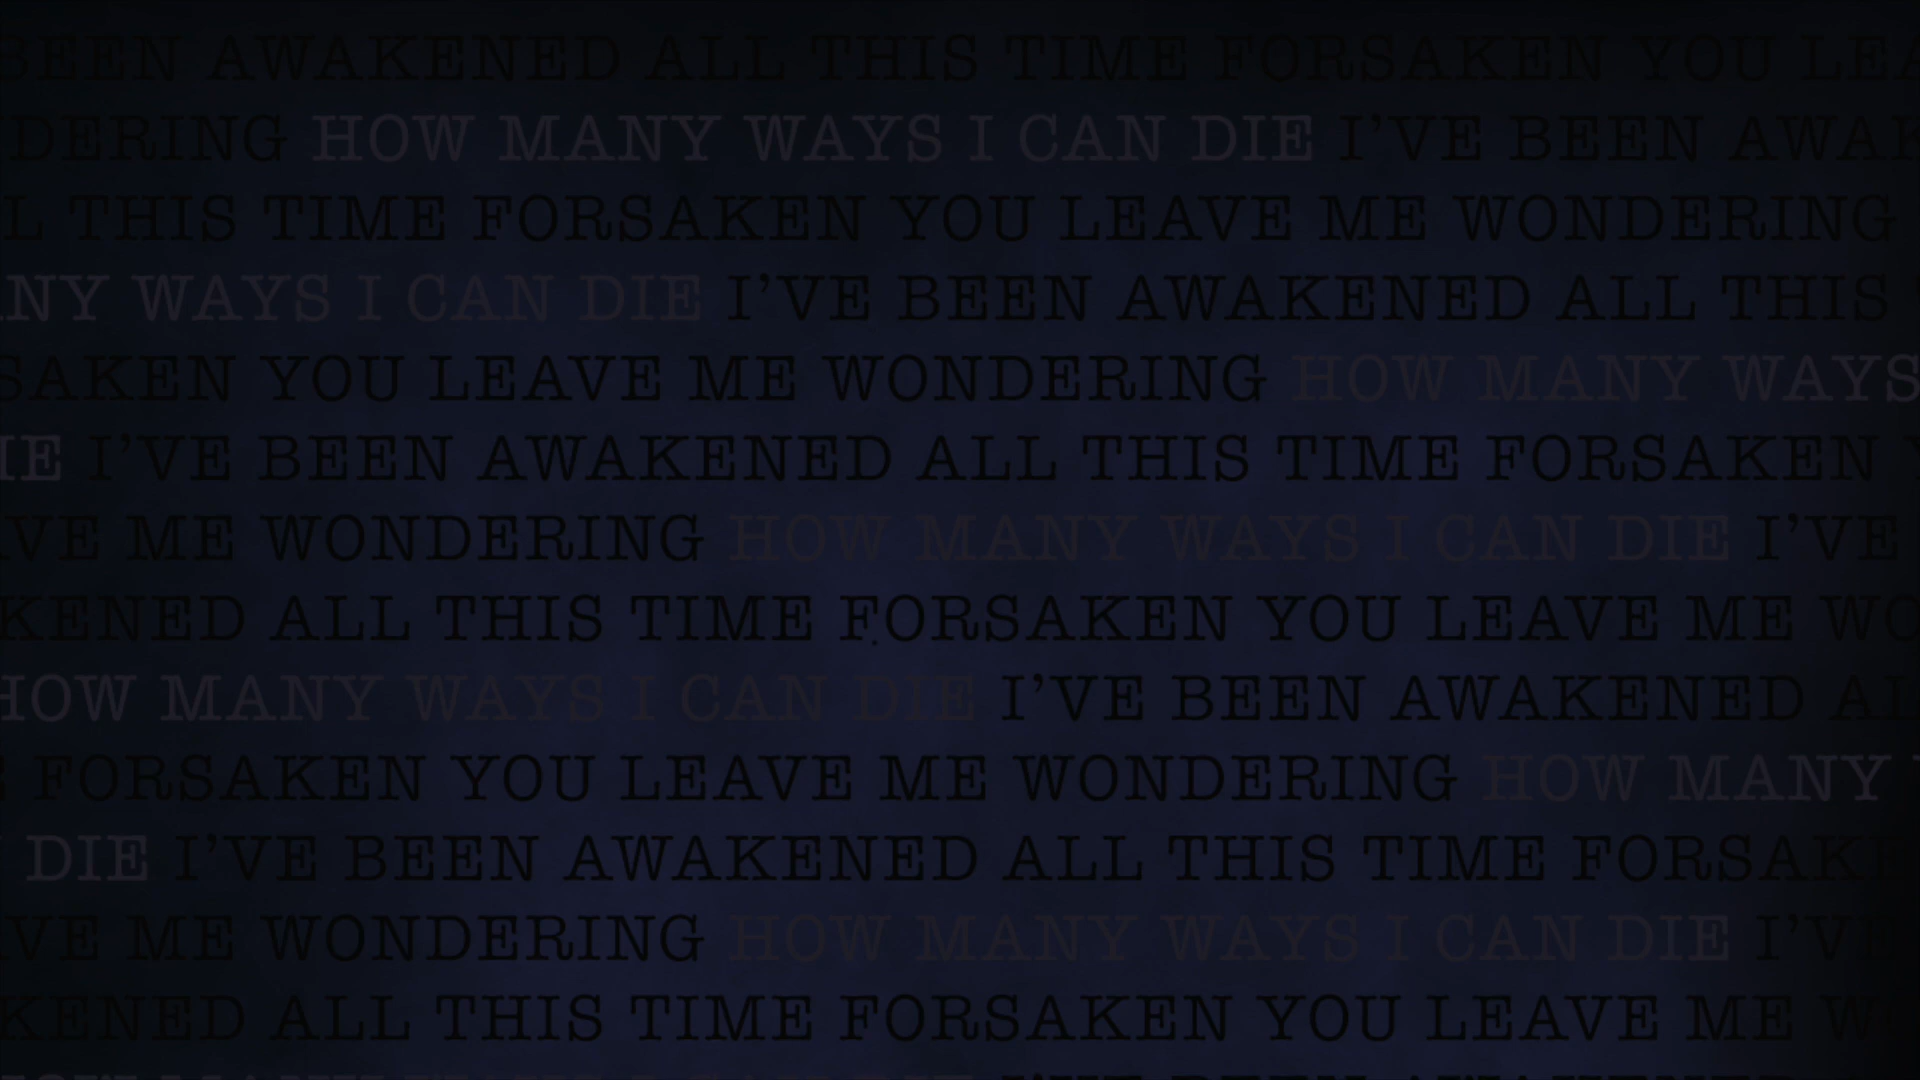 BEEN AWAKENED ALL THIS TIME FORSAKEN YOU LEA
DERING HOW MANY WAYS I CAN DIE I'VE BEEN AWAK
L THIS TIME FORSAKEN YOU LEAVE ME WONDERING
NY WAYS I CAN DIE I'VE BEEN AWAKENED ALL THIS
SAKEN YOU LEAVE ME WONDERING HOW MANY WAYS
IE I'VE BEEN AWAKENED ALL THIS TIME FORSAKEN
VE ME WONDERING HOW MANY WAYS I CAN DIE I'VE
KENED ALL THIS TIME FORSAKEN YOU LEAVE ME WO
HOW MANY WAYS I CAN DIE I'VE BEEN AWAKENED AL
FORSAKEN YOU LEAVE ME WONDERING HOW MANY
DIE I'VE BEEN AWAKENED ALL THIS TIME FORSAKE
VE ME WONDERING HOW MANY WAYS I CAN DIE I'VE
KENED ALL THIS TIME FORSAKEN YOU LEAVE ME W